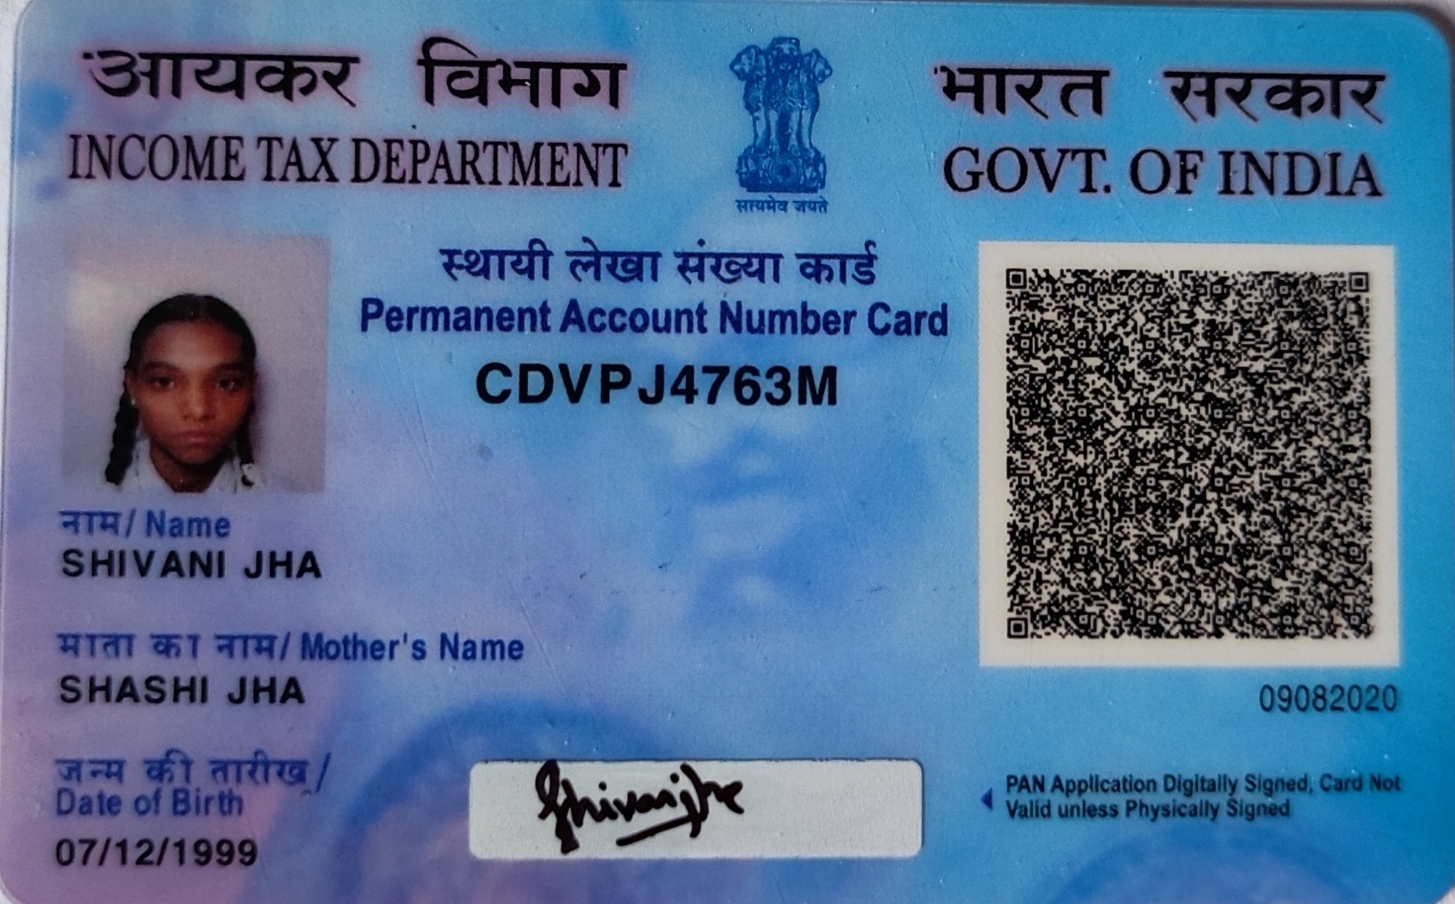 आयकर विभाग
INCOME TAX DEPARTMENT
सत्यमेव जयते
भारत सरकार
GOVT. OF INDIA
स्थायी लेखा संख्या कार्ड
Permanent Account Number Card
CDVPJ4763M
नाम/ Name
SHIVANI JHA
माता का नाम/ Mother's Name
SHASHI JHA
जन्म की तारीख/
Date of Birth
07/12/1999
Shivanijha
09082020
PAN Application Digitally Signed, Card Not
Valid unless Physically Signed